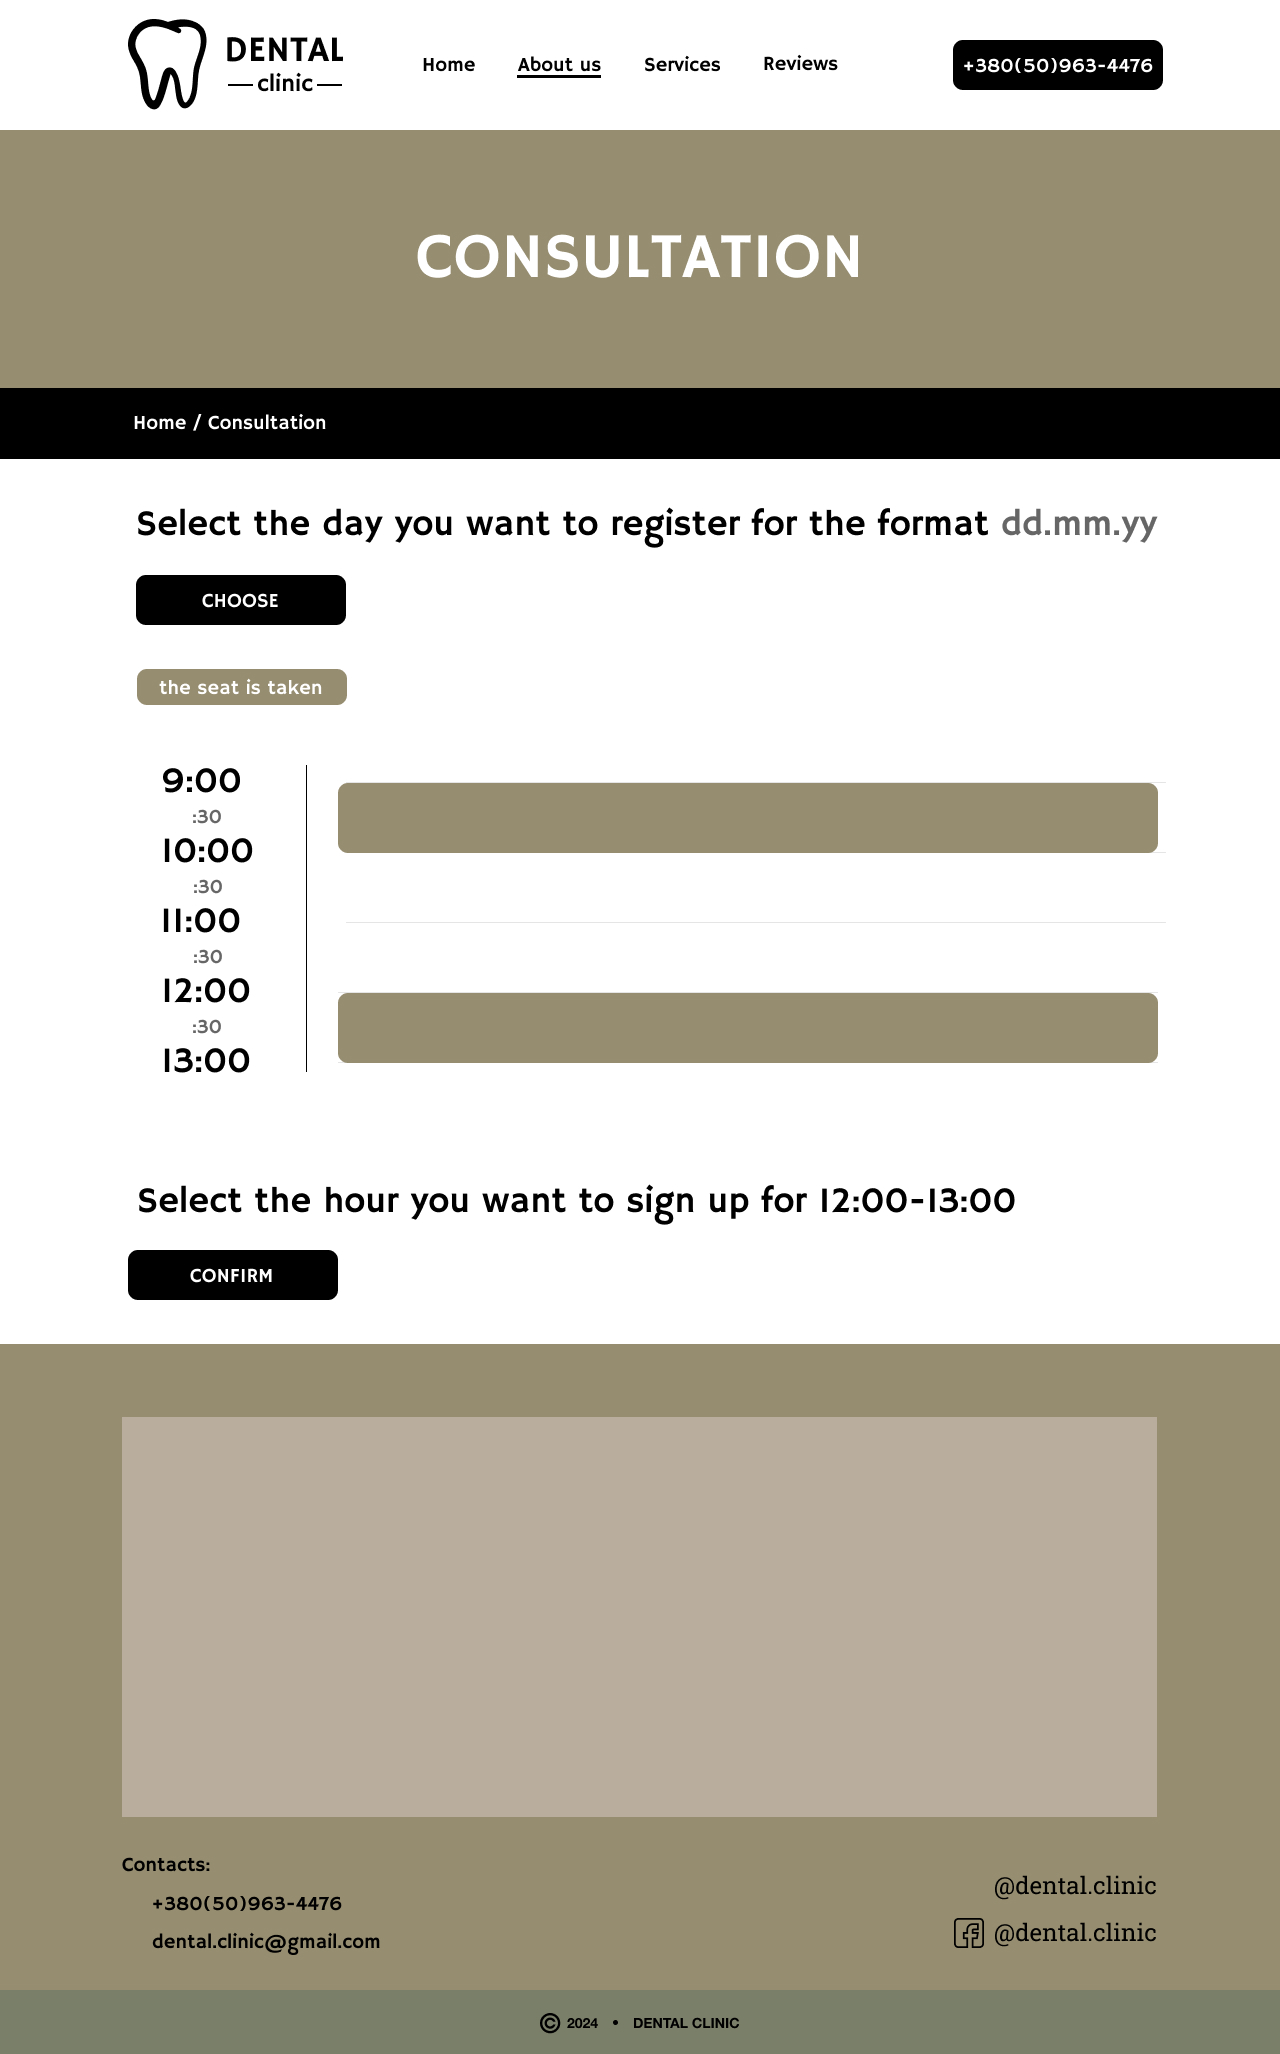 DENTAL
clinic
Home About us Services Reviews
+380(50)963-4476
CONSULTATION
Home / Consultation
Select the day you want to register for the format dd.mm.yy
CHOOSE
the seat is taken
9:00
:30
10:00
:30
11:00
:30
12:00
:30
13:00
Select the hour you want to sign up for 12:00-13:00
CONFIRM
Contacts:
+380(50)963-4476
dental.clinic@gmail.com
@dental.clinic
@dental.clinic
© 2024 • DENTAL CLINIC